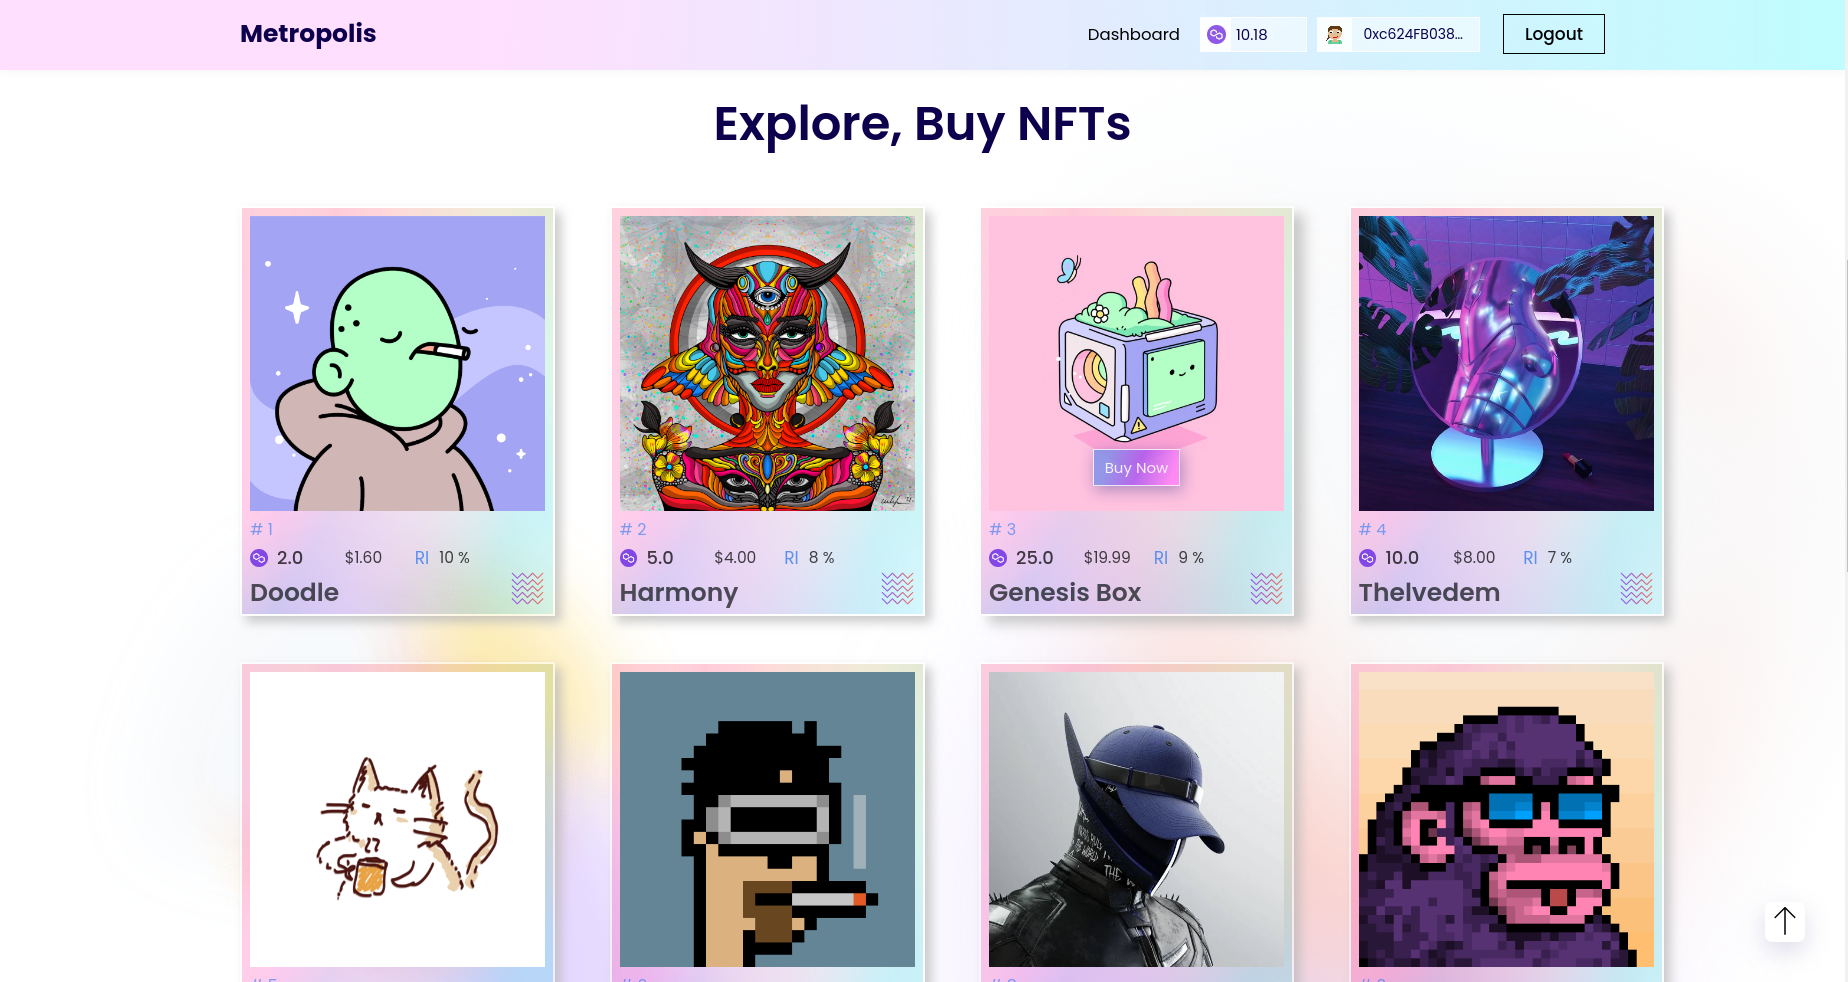 Metropolis
Dashboard
10.18
0xc624FB038...
Logout
Explore, Buy NFTs
Buy Now
# 1
2.0 $1.60 RI 10 %
Doodle
# 2
5.0 $4.00 RI 8 %
Harmony
# 3
25.0 $19.99 RI 9 %
Genesis Box
# 4
10.0 $8.00 RI 7 %
Thelvedem
THE